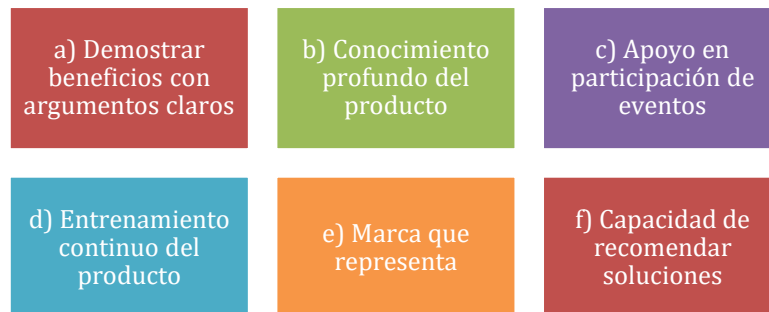 a) Demostrar
beneficios con
argumentos claros
b) Conocimiento
profundo del
producto
c) Apoyo en
participación de
eventos
d) Entrenamiento
continuo del
producto
e) Marca que
representa
f) Capacidad de
recomendar
soluciones